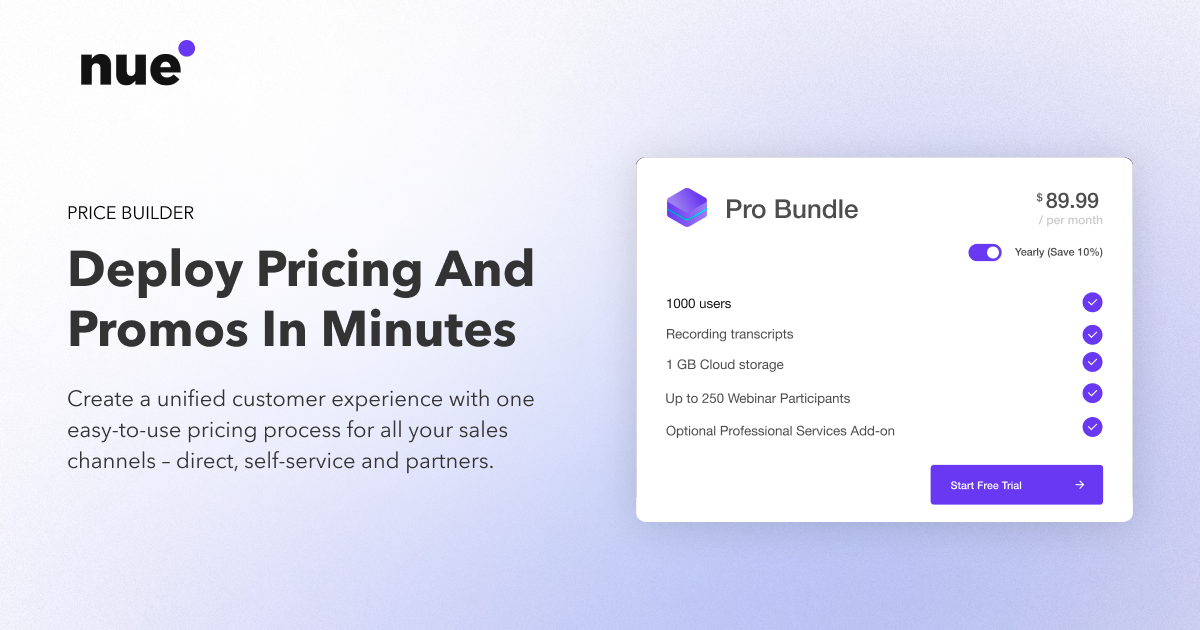 nue
PRICE BUILDER
Deploy Pricing And
Promos In Minutes
Create a unified customer experience with one
easy-to-use pricing process for all your sales
channels – direct, self-service and partners.
Pro Bundle
$89.99
/ per month
Yearly (Save 10%)
1000 users
Recording transcripts
1 GB Cloud storage
Up to 250 Webinar Participants
Optional Professional Services Add-on
Start Free Trial →